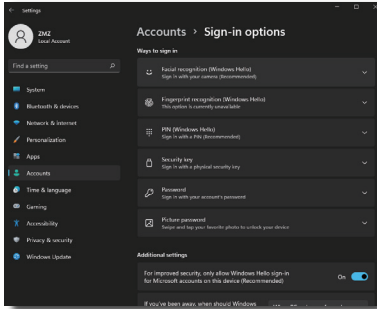 Settings
ZMZ
Local Account
Find a setting
System
Bluetooth & devices
Network & internet
Personalization
Apps
Accounts
Time & language
Gaming
Accessibility
Privacy & security
Windows Update
Accounts > Sign-in options
Ways to sign in
Facial recognition (Windows Hello)
Sign in with your camera (Recommended)
Fingerprint recognition (Windows Hello)
This option is currently unavailable
PIN (Windows Hello)
Sign in with a PIN (Recommended)
Security key
Sign in with a physical security key
Password
Sign in with your account's password
Picture password
Swipe and tap your favorite photo to unlock your device
Additional settings
For improved security, only allow Windows Hello sign-in
for Microsoft accounts on this device (Recommended)
On
If you've been away, when should Windows